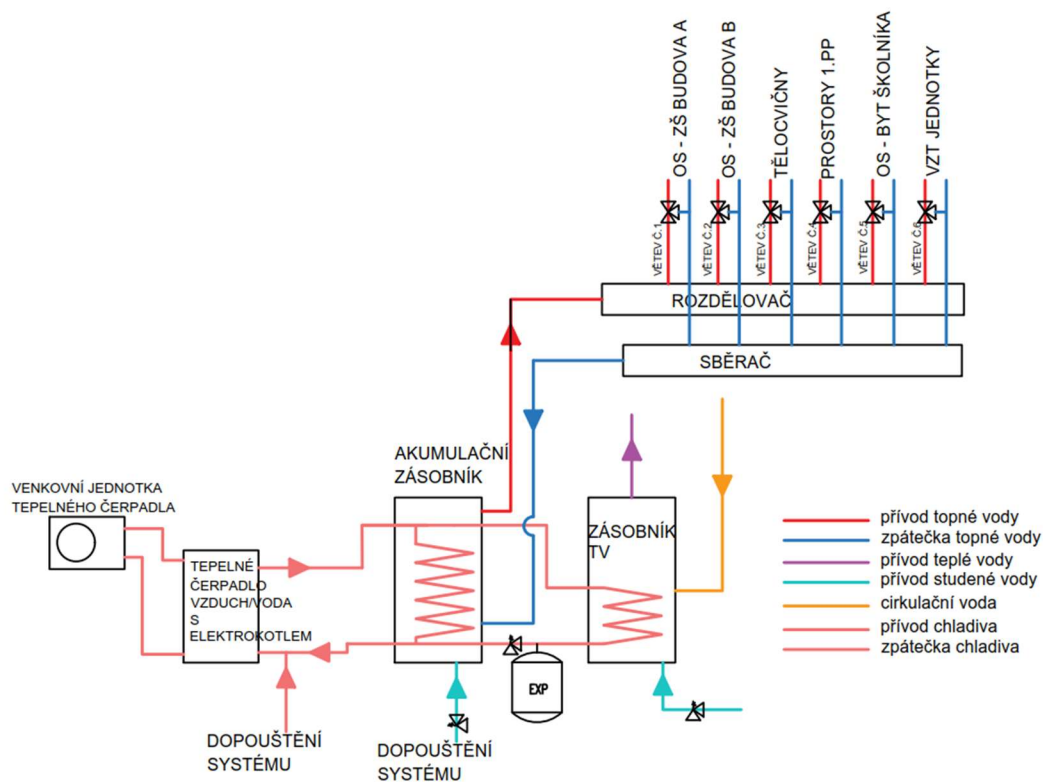 OS - ZŠ BUDOVA A
OS - ZŠ BUDOVA B
TĚLOCVIČNY
PROSTORY 1.PP
OS - BYT ŠKOLNÍKA
VZT JEDNOTKY
VĚTEV Č.1
VĚTEV Č.2
VĚTEV Č.3
VĚTEV Č.4
VĚTEV Č.5
VĚTEV Č.6
ROZDĚLOVAČ
SBĚRAČ
AKUMULAČNÍ
ZÁSOBNÍK
VENKOVNÍ JEDNOTKA
TEPELNÉHO ČERPADLA
ZÁSOBNÍK
TV
TEPELNÉ
ČERPADLO
VZDUCH/VODA
S
ELEKTROKOTLEM
EXP
DOPOUŠTĚNÍ
SYSTÉMU
DOPOUŠTĚNÍ
SYSTÉMU
přívod topné vody
zpátečka topné vody
přívod teplé vody
přívod studené vody
cirkulační voda
přívod chladiva
zpátečka chladiva